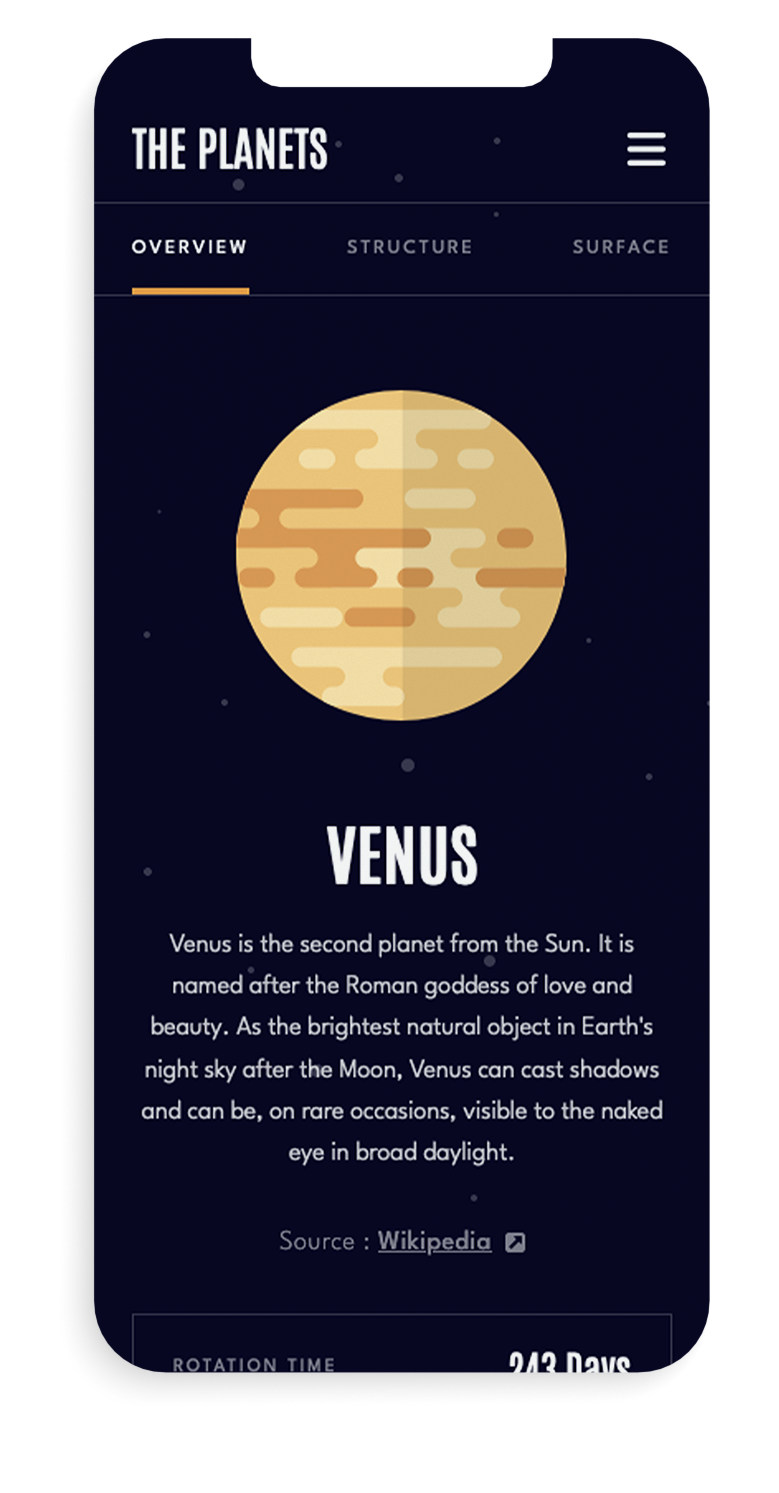 THE PLANETS
OVERVIEW STRUCTURE SURFACE
VENUS
Venus is the second planet from the Sun. It is
named after the Roman goddess of love and
beauty. As the brightest natural object in Earth's
night sky after the Moon, Venus can cast shadows
and can be, on rare occasions, visible to the naked
eye in broad daylight.
Source : Wikipedia
ROTATION TIME 243 Days